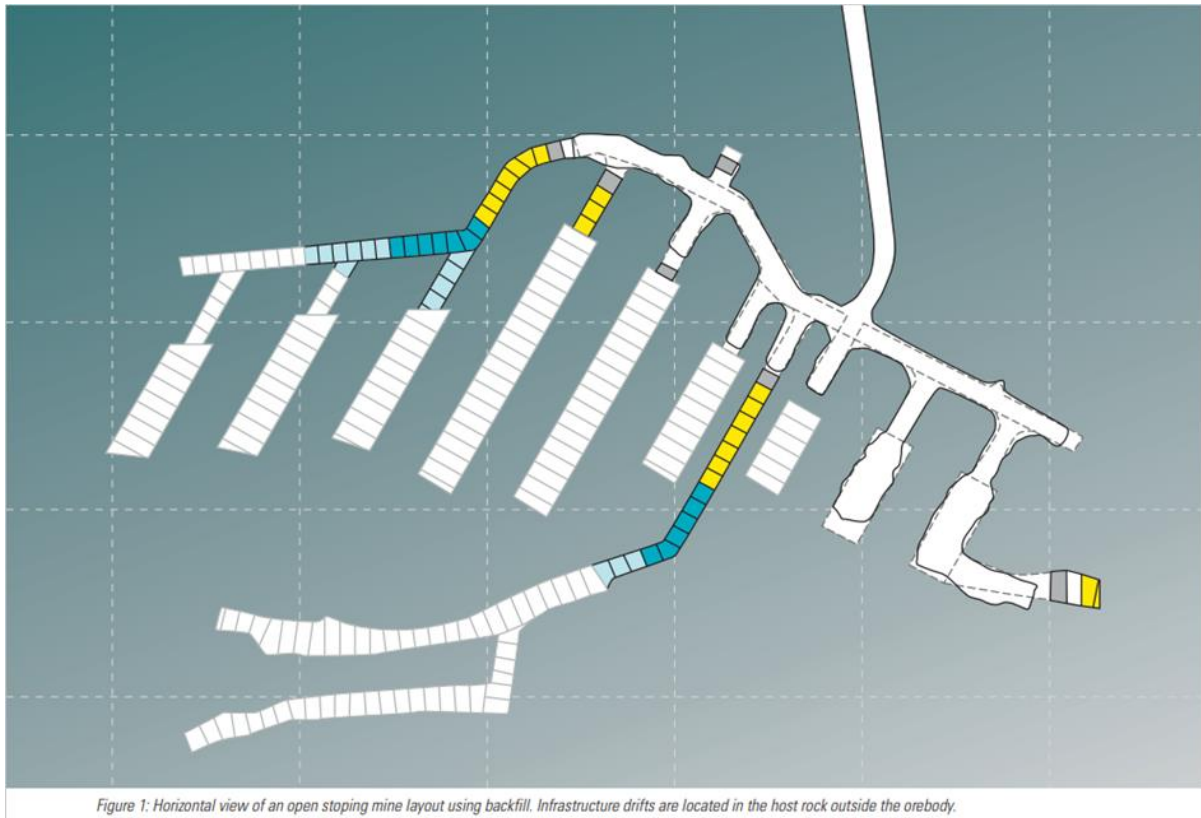 Figure 1: Horizontal view of an open stoping mine layout using backfill. Infrastructure drifts are located in the host rock outside the orebody.